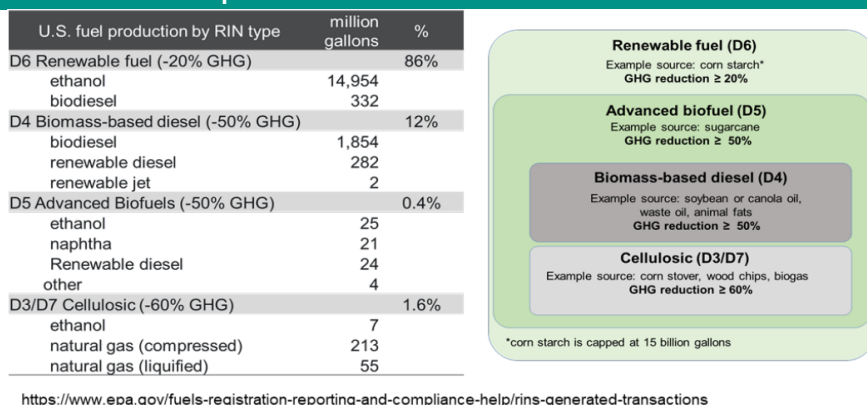 U.S. fuel production by RIN type million gallons %
D6 Renewable fuel (-20% GHG) 86%
ethanol 14,954
biodiesel 332
D4 Biomass-based diesel (-50% GHG) 12%
biodiesel 1,854
renewable diesel 282
renewable jet 2
D5 Advanced Biofuels (-50% GHG) 0.4%
ethanol 25
naphtha 21
Renewable diesel 24
other 4
D3/D7 Cellulosic (-60% GHG) 1.6%
ethanol 7
natural gas (compressed) 213
natural gas (liquified) 55
Renewable fuel (D6)
Example source: corn starch*
GHG reduction ≥ 20%
Advanced biofuel (D5)
Example source: sugarcane
GHG reduction ≥ 50%
Biomass-based diesel (D4)
Example source: soybean or canola oil,
waste oil, animal fats
GHG reduction ≥ 50%
Cellulosic (D3/D7)
Example source: corn stover, wood chips, biogas
GHG reduction ≥ 60%
*corn starch is capped at 15 billion gallons
https://www.epa.gov/fuels-registration-reporting-and-compliance-help/rins-generated-transactions